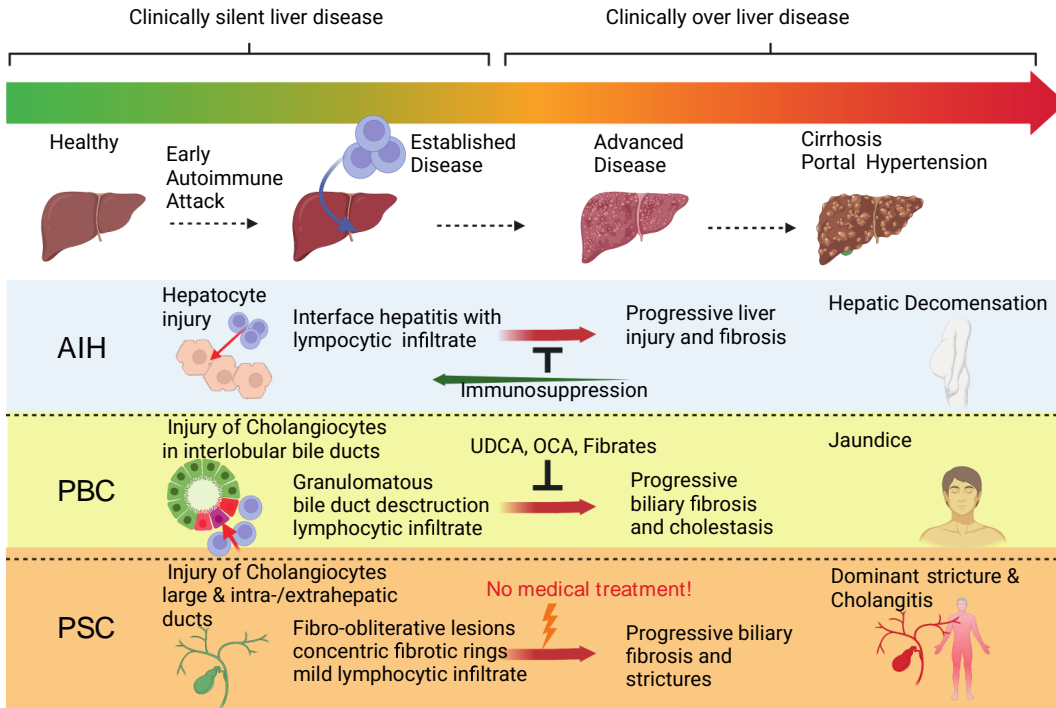 Clinically silent liver disease
Clinically over liver disease
Healthy
Early
Autoimmune
Attack
Established
Disease
Advanced
Disease
Cirrhosis
Portal Hypertension
AIH
Hepatocyte
injury
Interface hepatitis with
lympocytic infiltrate
Progressive liver
injury and fibrosis
Immunosuppression
Hepatic Decomensation
PBC
Injury of Cholangiocytes
in interlobular bile ducts
Granulomatous
bile duct desctruction
lymphocytic infiltrate
UDCA, OCA, Fibrates
Progressive
biliary fibrosis
and cholestasis
Jaundice
PSC
Injury of Cholangiocytes
large & intra-/extrahepatic
ducts
Fibro-obliterative lesions
concentric fibrotic rings
mild lymphocytic infiltrate
No medical treatment!
Progressive biliary
fibrosis and
strictures
Dominant stricture &
Cholangitis